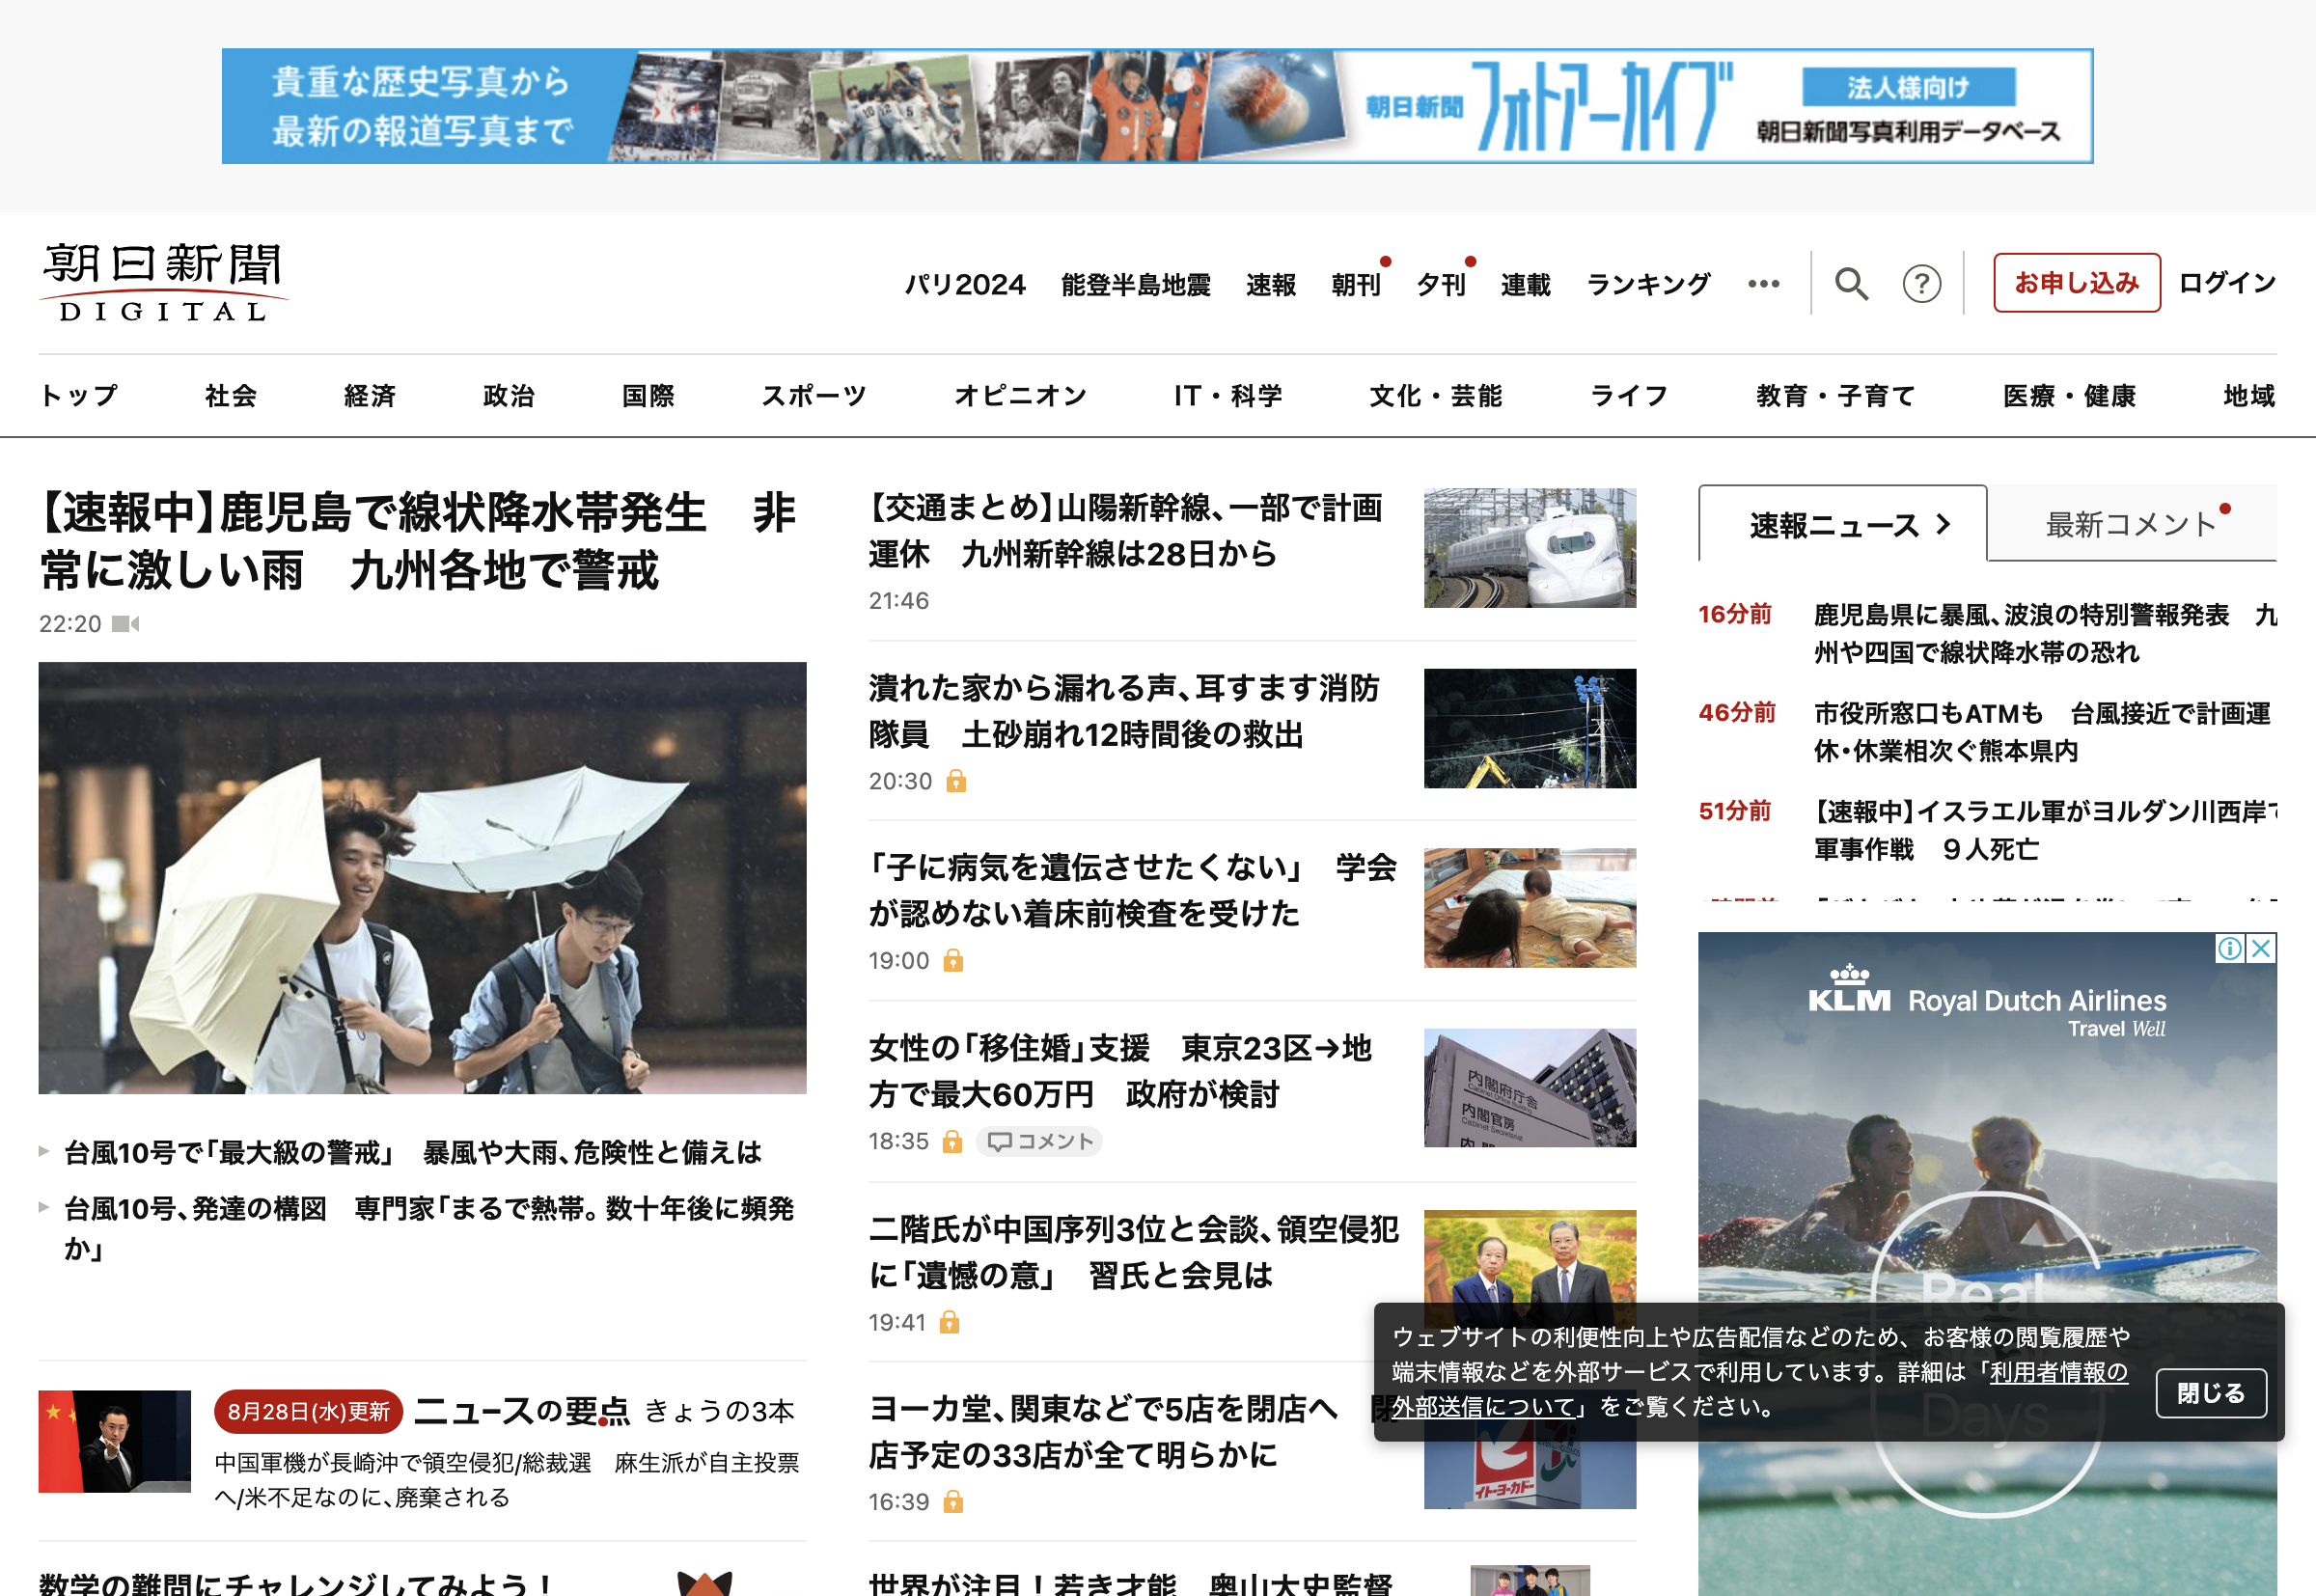 貴重な歴史写真から
最新の報道写真まで
朝日新聞 フォトアーカイブ
法人様向け
朝日新聞写真利用データベース
朝日新聞
DIGITAL
パリ2024 能登半島地震 速報 朝刊 夕刊 連載 ランキング ••• ? お申し込み ログイン
トップ 社会 経済 政治 国際 スポーツ オピニオン IT・科学 文化・芸能 ライフ 教育・子育て 医療・健康 地域
【速報中】鹿児島で線状降水帯発生　非
常に激しい雨　九州各地で警戒
22:20
台風10号で「最大級の警戒」　暴風や大雨、危険性と備えは
台風10号、発達の構図　専門家「まるで熱帯。数十年後に頻発
か」
8月28日(水)更新 ニュースの要点 きょうの3本
中国軍機が長崎沖で領空侵犯/総裁選　麻生派が自主投票
へ/米不足なのに、廃棄される
数学の難問にチャレンジしてみよう！
【交通まとめ】山陽新幹線、一部で計画
運休　九州新幹線は28日から
21:46
潰れた家から漏れる声、耳すます消防
隊員　土砂崩れ12時間後の救出
20:30
「子に病気を遺伝させたくない」　学会
が認めない着床前検査を受けた
19:00
女性の「移住婚」支援　東京23区→地
方で最大60万円　政府が検討
18:35 コメント
内閣府庁舎
Cabinet Office Building
内閣官房
Cabinet Secretariat
二階氏が中国序列3位と会談、領空侵犯
に「遺憾の意」　習氏と会見は
19:41
ヨーカ堂、関東などで5店を閉店へ　閉
店予定の33店が全て明らかに
16:39
イトーヨーカドー
世界が注目！若き才能　奥山大史監督
速報ニュース
最新コメント
16分前 鹿児島県に暴風、波浪の特別警報発表　九
州や四国で線状降水帯の恐れ
46分前 市役所窓口もATMも　台風接近で計画運
休・休業相次ぐ熊本県内
51分前 【速報中】イスラエル軍がヨルダン川西岸で
軍事作戦　９人死亡
KLM Royal Dutch Airlines
Travel Well
Real
Days
ウェブサイトの利便性向上や広告配信などのため、お客様の閲覧履歴や
端末情報などを外部サービスで利用しています。詳細は「利用者情報の
外部送信について」をご覧ください。
閉じる